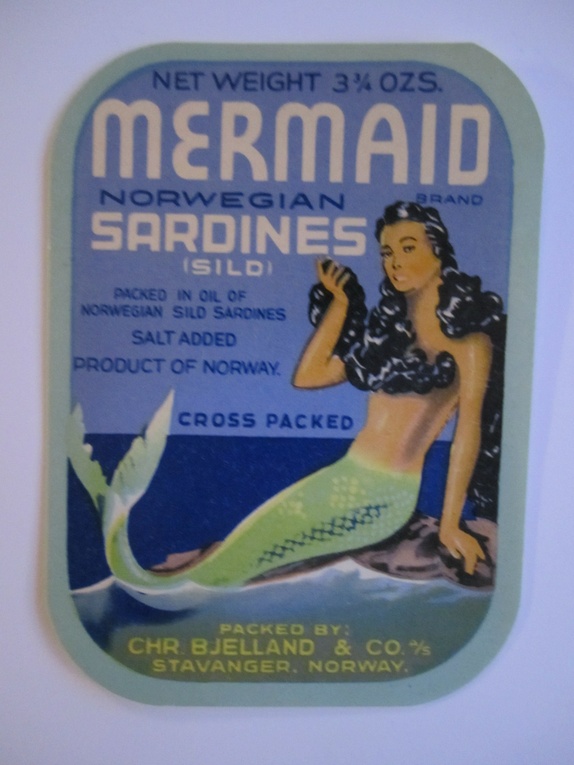 NET WEIGHT 3¾ OZS.
MERMAID
NORWEGIAN BRAND
SARDINES
(SILD)
PACKED IN OIL OF
NORWEGIAN SILD SARDINES
SALT ADDED
PRODUCT OF NORWAY.
CROSS PACKED
PACKED BY:
CHR. BJELLAND & CO. A/S
STAVANGER. NORWAY.